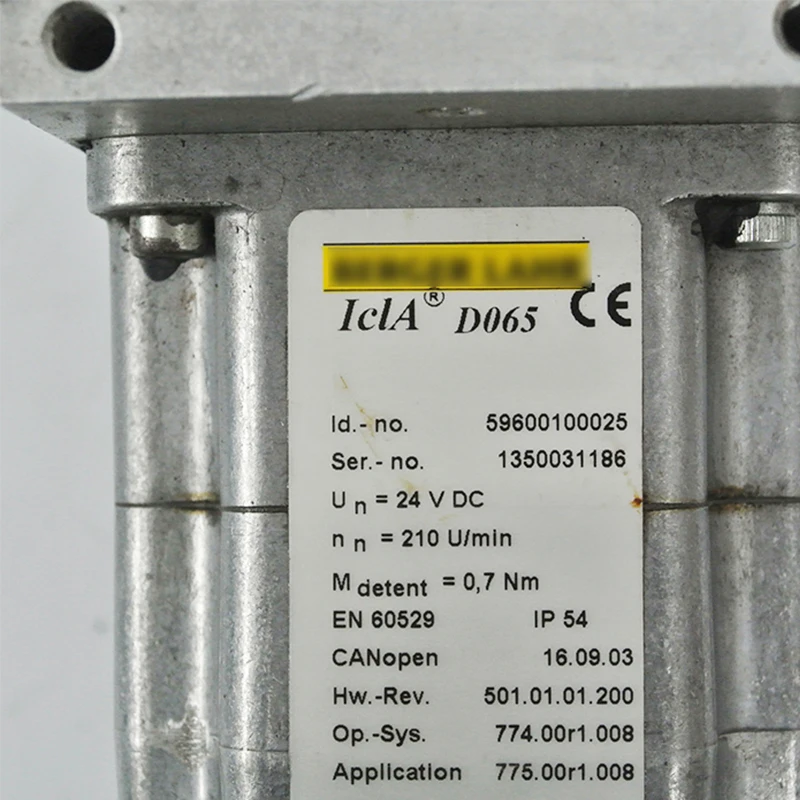 IclA® D065 CE
Id.- no. 59600100025
Ser.- no. 1350031186
U n = 24 V DC
n n = 210 U/min
M detent = 0,7 Nm
EN 60529 IP 54
CANopen 16.09.03
Hw.-Rev. 501.01.01.200
Op.-Sys. 774.00r1.008
Application 775.00r1.008